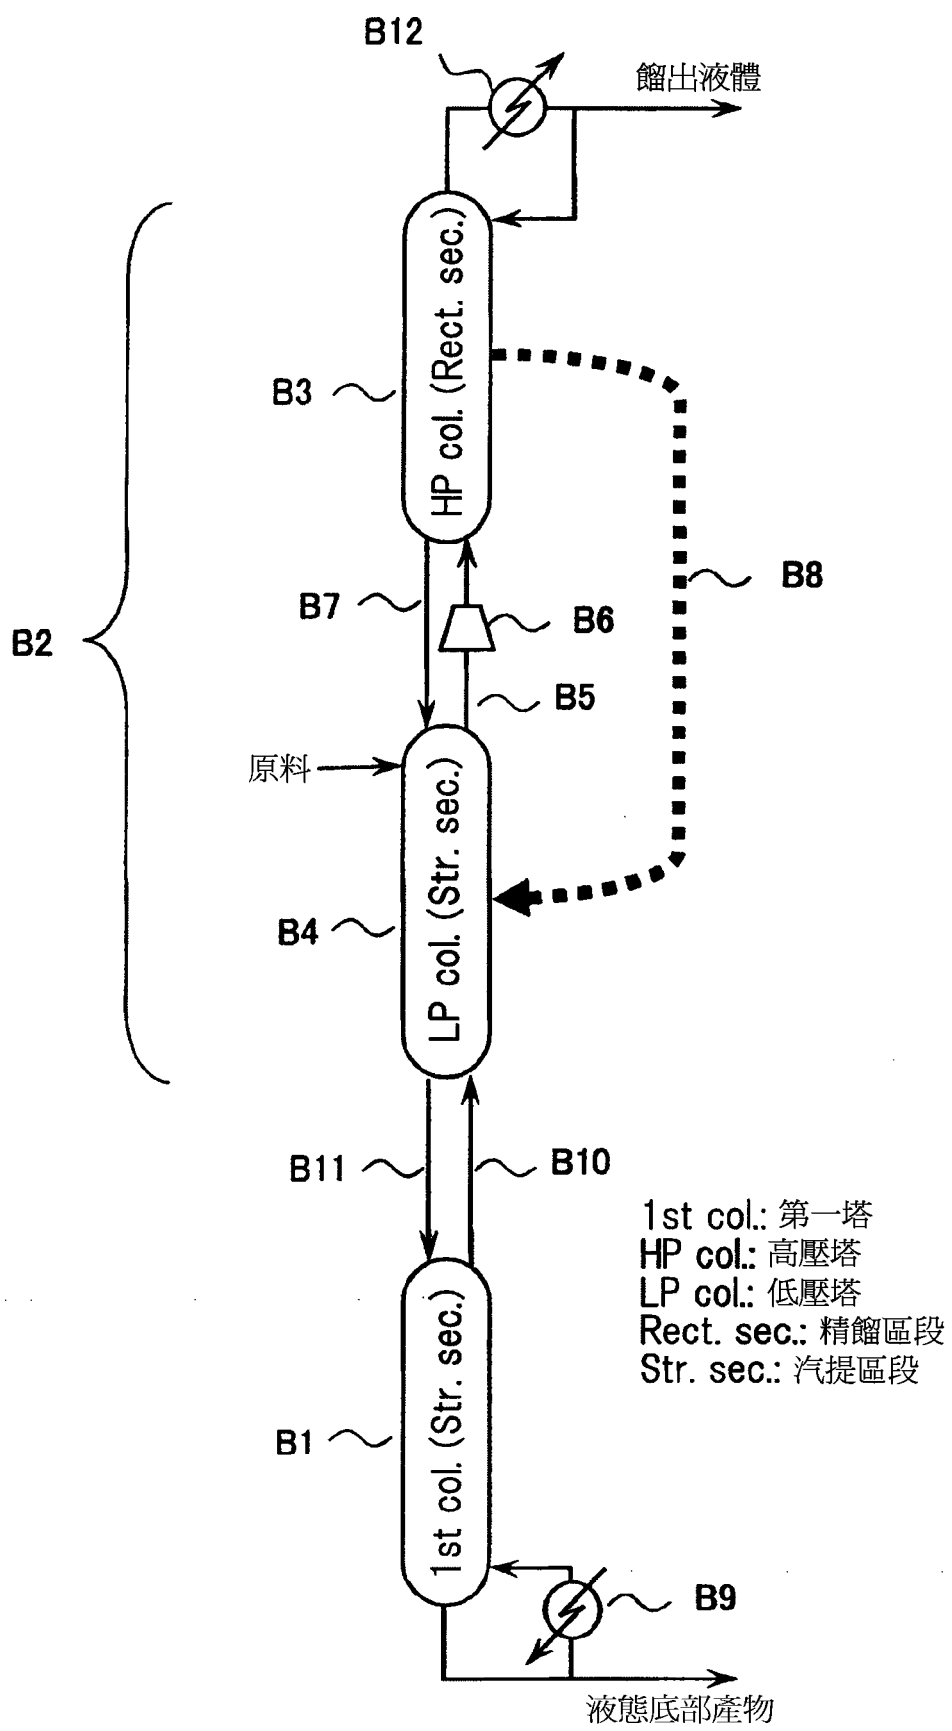 B12
餾出液體
HP col. (Rect. sec.)
B3
B8
B7
B6
B2
B5
原料
LP col. (Str. sec.)
B4
B11
B10
1st col.: 第一塔
HP col.: 高壓塔
LP col.: 低壓塔
Rect. sec.: 精餾區段
Str. sec.: 汽提區段
1st col. (Str. sec.)
B1
B9
液態底部產物